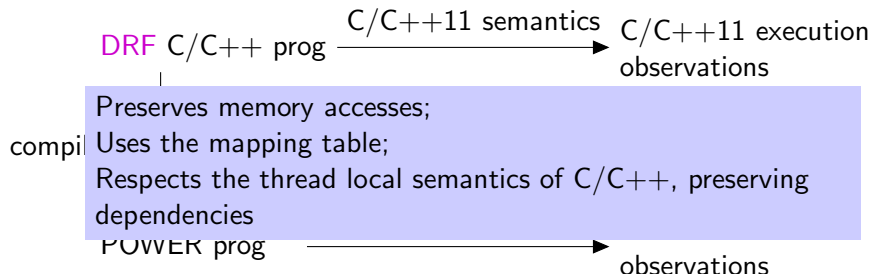 DRF C/C++ prog
C/C++11 semantics
C/C++11 execution
observations
Preserves memory accesses;
Uses the mapping table;
Respects the thread local semantics of C/C++, preserving
dependencies
POWER prog
observations